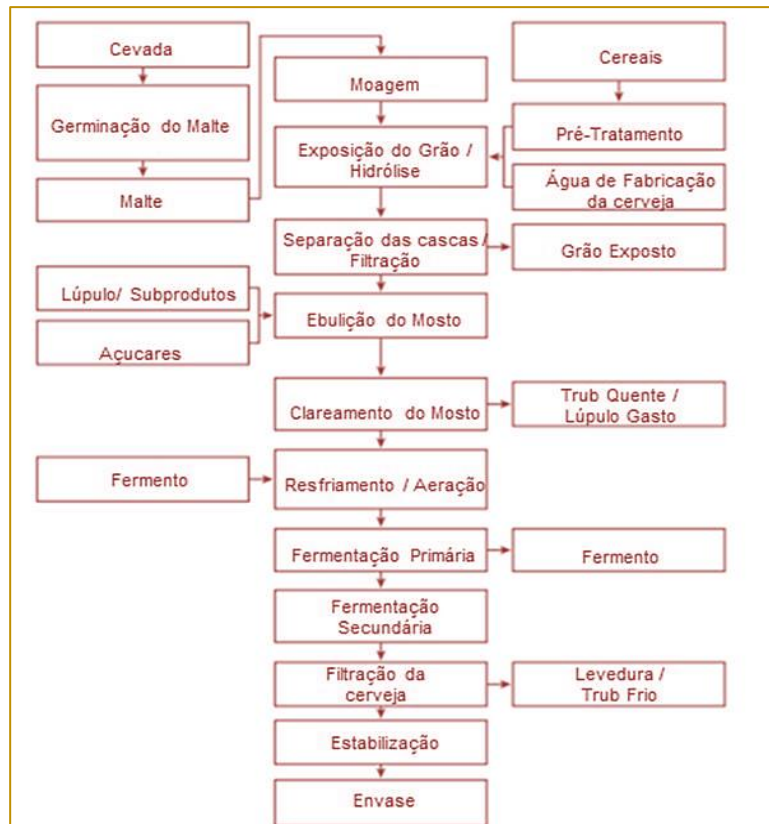 Cevada
Germinação do Malte
Malte
Moagem
Cereais
Pré-Tratamento
Água de Fabricação
da cerveja
Exposição do Grão /
Hidrólise
Separação das cascas /
Filtração
Grão Exposto
Lúpulo/ Subprodutos
Açucares
Ebulição do Mosto
Clareamento do Mosto
Trub Quente /
Lúpulo Gasto
Fermento
Resfriamento / Aeração
Fermentação Primária
Fermento
Fermentação
Secundária
Filtração da
cerveja
Levedura /
Trub Frio
Estabilização
Envase